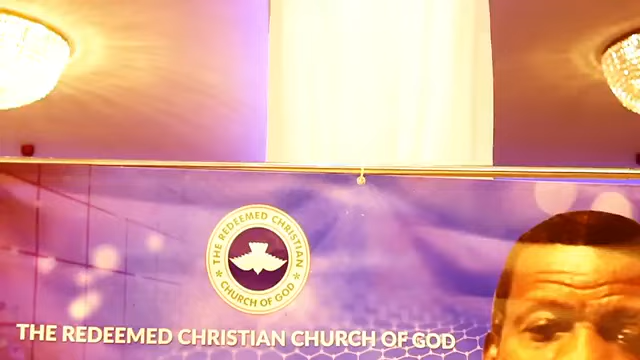 THE REDEEMED CHRISTIAN
CHURCH OF GOD
THE REDEEMED CHRISTIAN CHURCH OF GOD